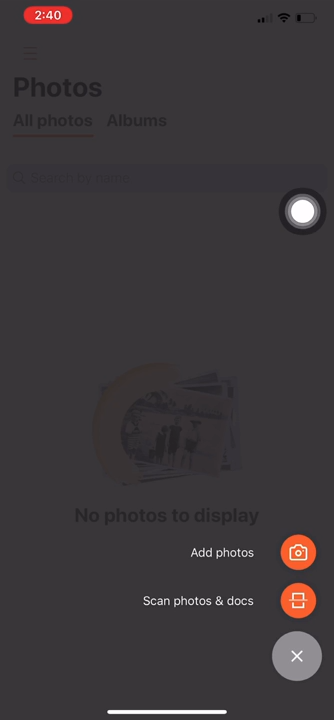 2:40
Photos
All photos Albums
Search by name
No photos to display
Add photos
Scan photos & docs